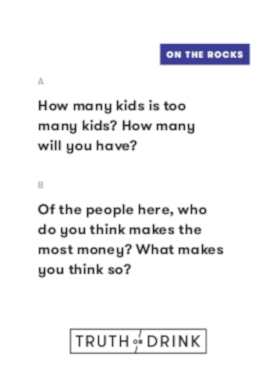 ON THE ROCKS
A
How many kids is too
many kids? How many
will you have?
B
Of the people here, who
do you think makes the
most money? What makes
you think so?
TRUTH OR DRINK